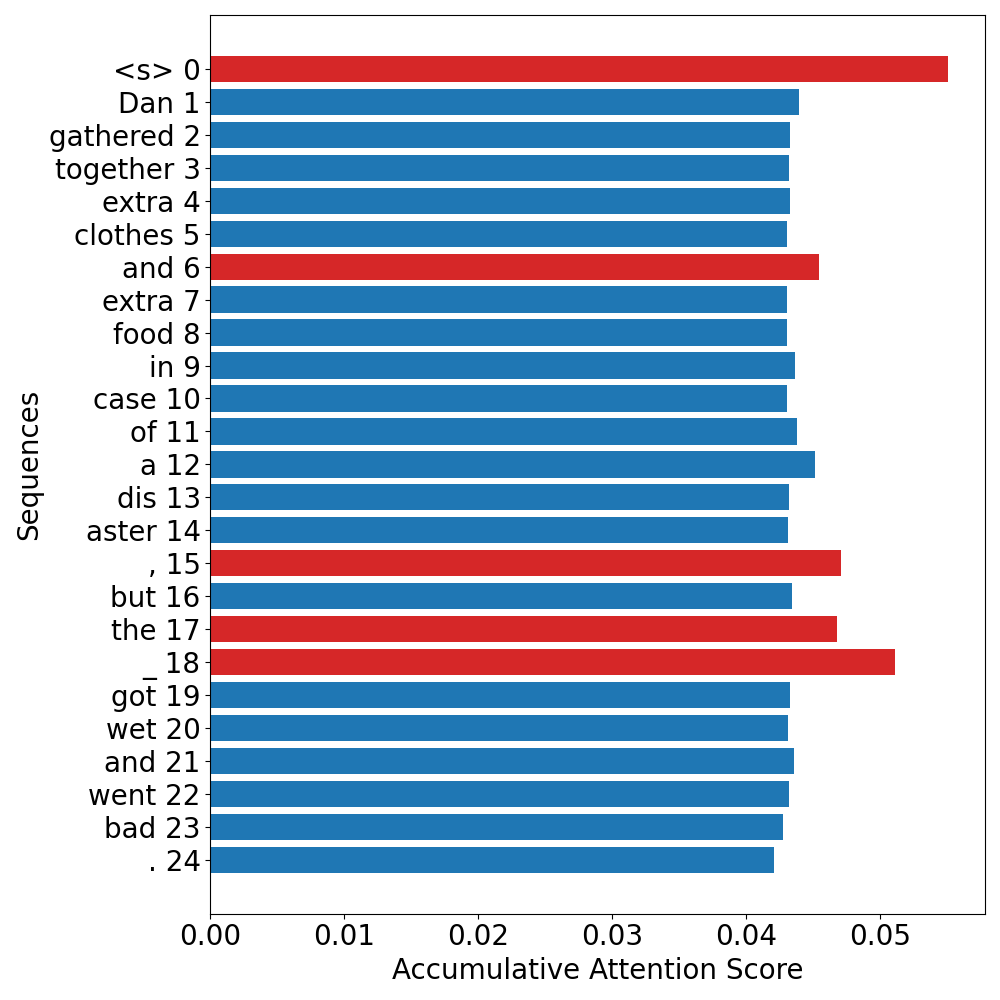 <s> 0
Dan 1
gathered 2
together 3
extra 4
clothes 5
and 6
extra 7
food 8
in 9
case 10
of 11
a 12
dis 13
aster 14
, 15
but 16
the 17
_ 18
got 19
wet 20
and 21
went 22
bad 23
. 24
Sequences
0.00 0.01 0.02 0.03 0.04 0.05
Accumulative Attention Score